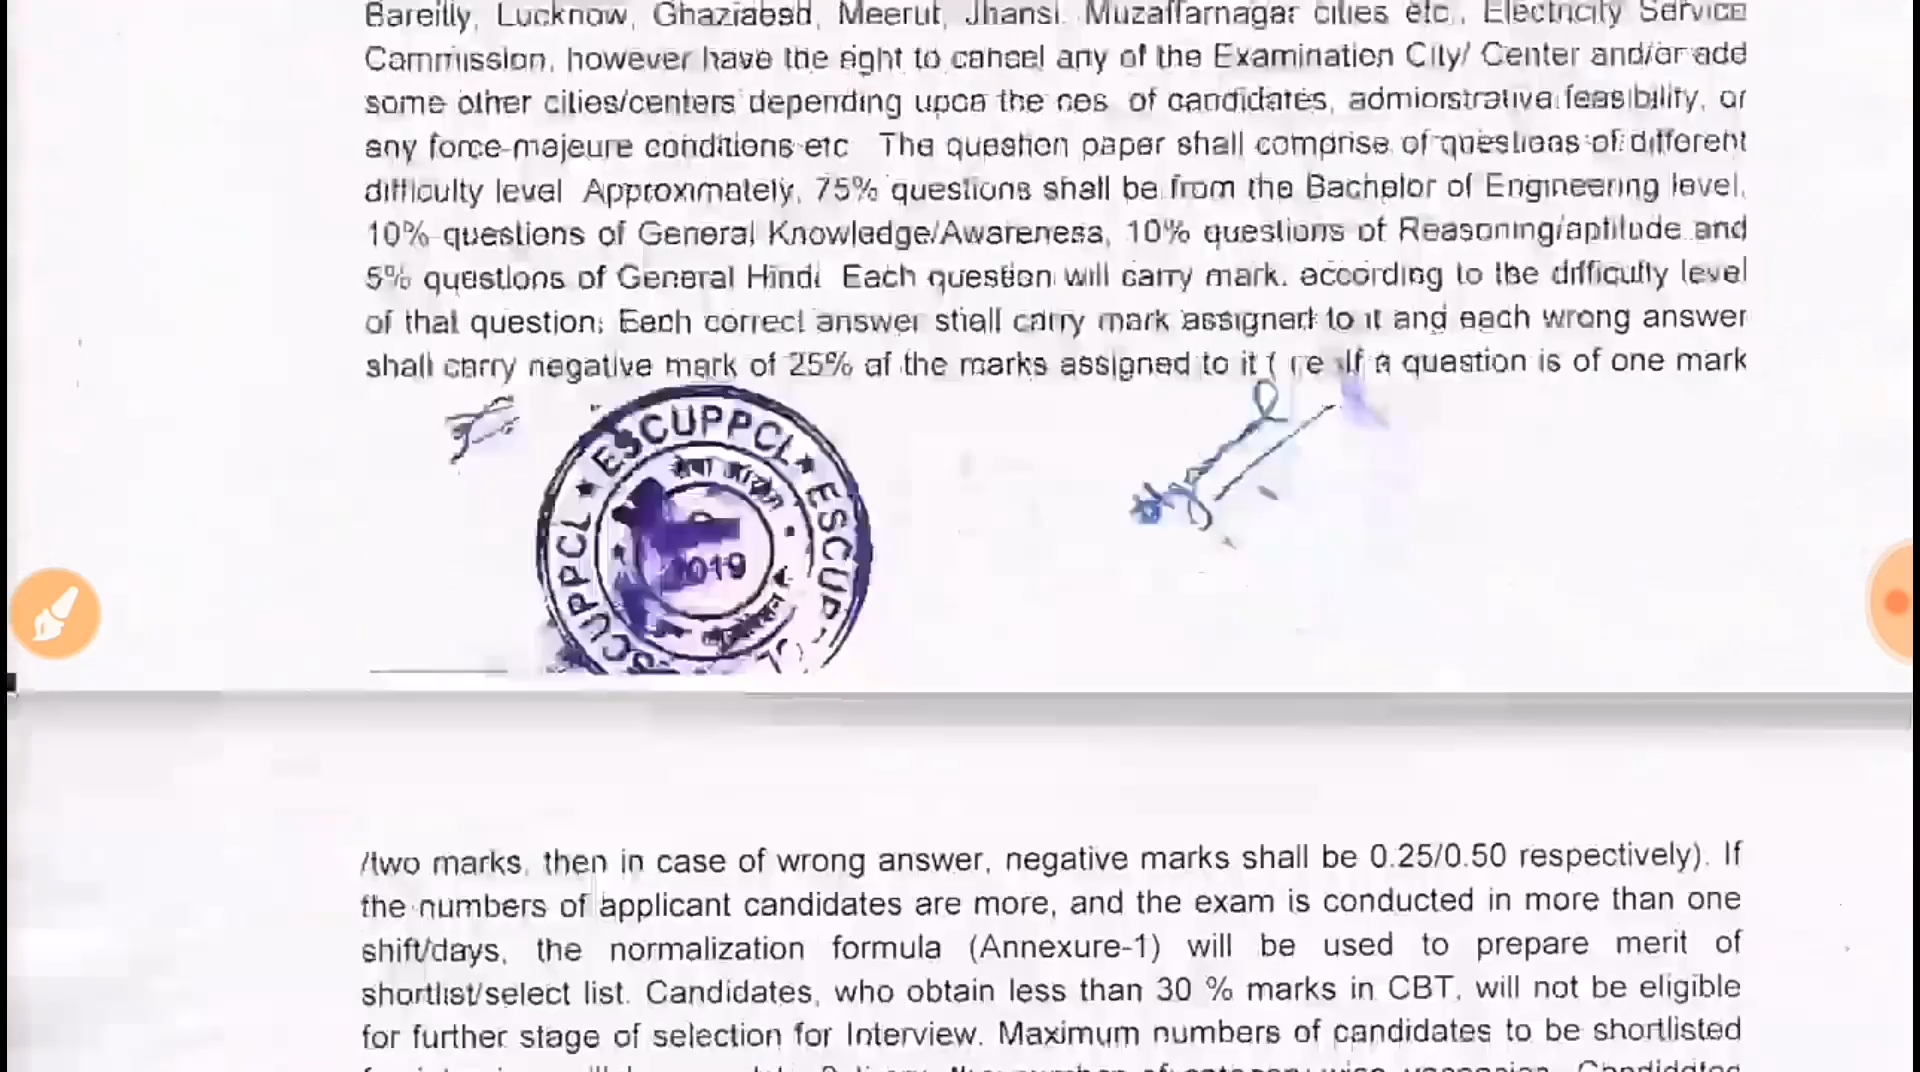 Bareilly, Lucknow, Ghaziabad, Meerut, Jhansi, Muzaffarnagar cities etc., Electricity Service
Commission, however have the right to cancel any of the Examination City/ Center and/or add
some other cities/centers depending upon the nos. of candidates, administrative feasibility, or
any force-majeure conditions etc The question paper shall comprise of questions of different
difficulty level Approximately, 75% questions shall be from the Bachelor of Engineering level,
10% questions of General Knowledge/Awareness, 10% questions of Reasoning/aptitude and
5% questions of General Hindi Each question will carry mark, according to the difficulty level
of that question. Each correct answer shall carry mark assigned to it and each wrong answer
shall carry negative mark of 25% of the marks assigned to it ( i.e. If a question is of one mark
ESCUPPCL ★ ESCUP
सेवा आयोग
2019
/two marks, then in case of wrong answer, negative marks shall be 0.25/0.50 respectively). If
the numbers of applicant candidates are more, and the exam is conducted in more than one
shift/days, the normalization formula (Annexure-1) will be used to prepare merit of
shortlist/select list. Candidates, who obtain less than 30 % marks in CBT, will not be eligible
for further stage of selection for Interview. Maximum numbers of candidates to be shortlisted